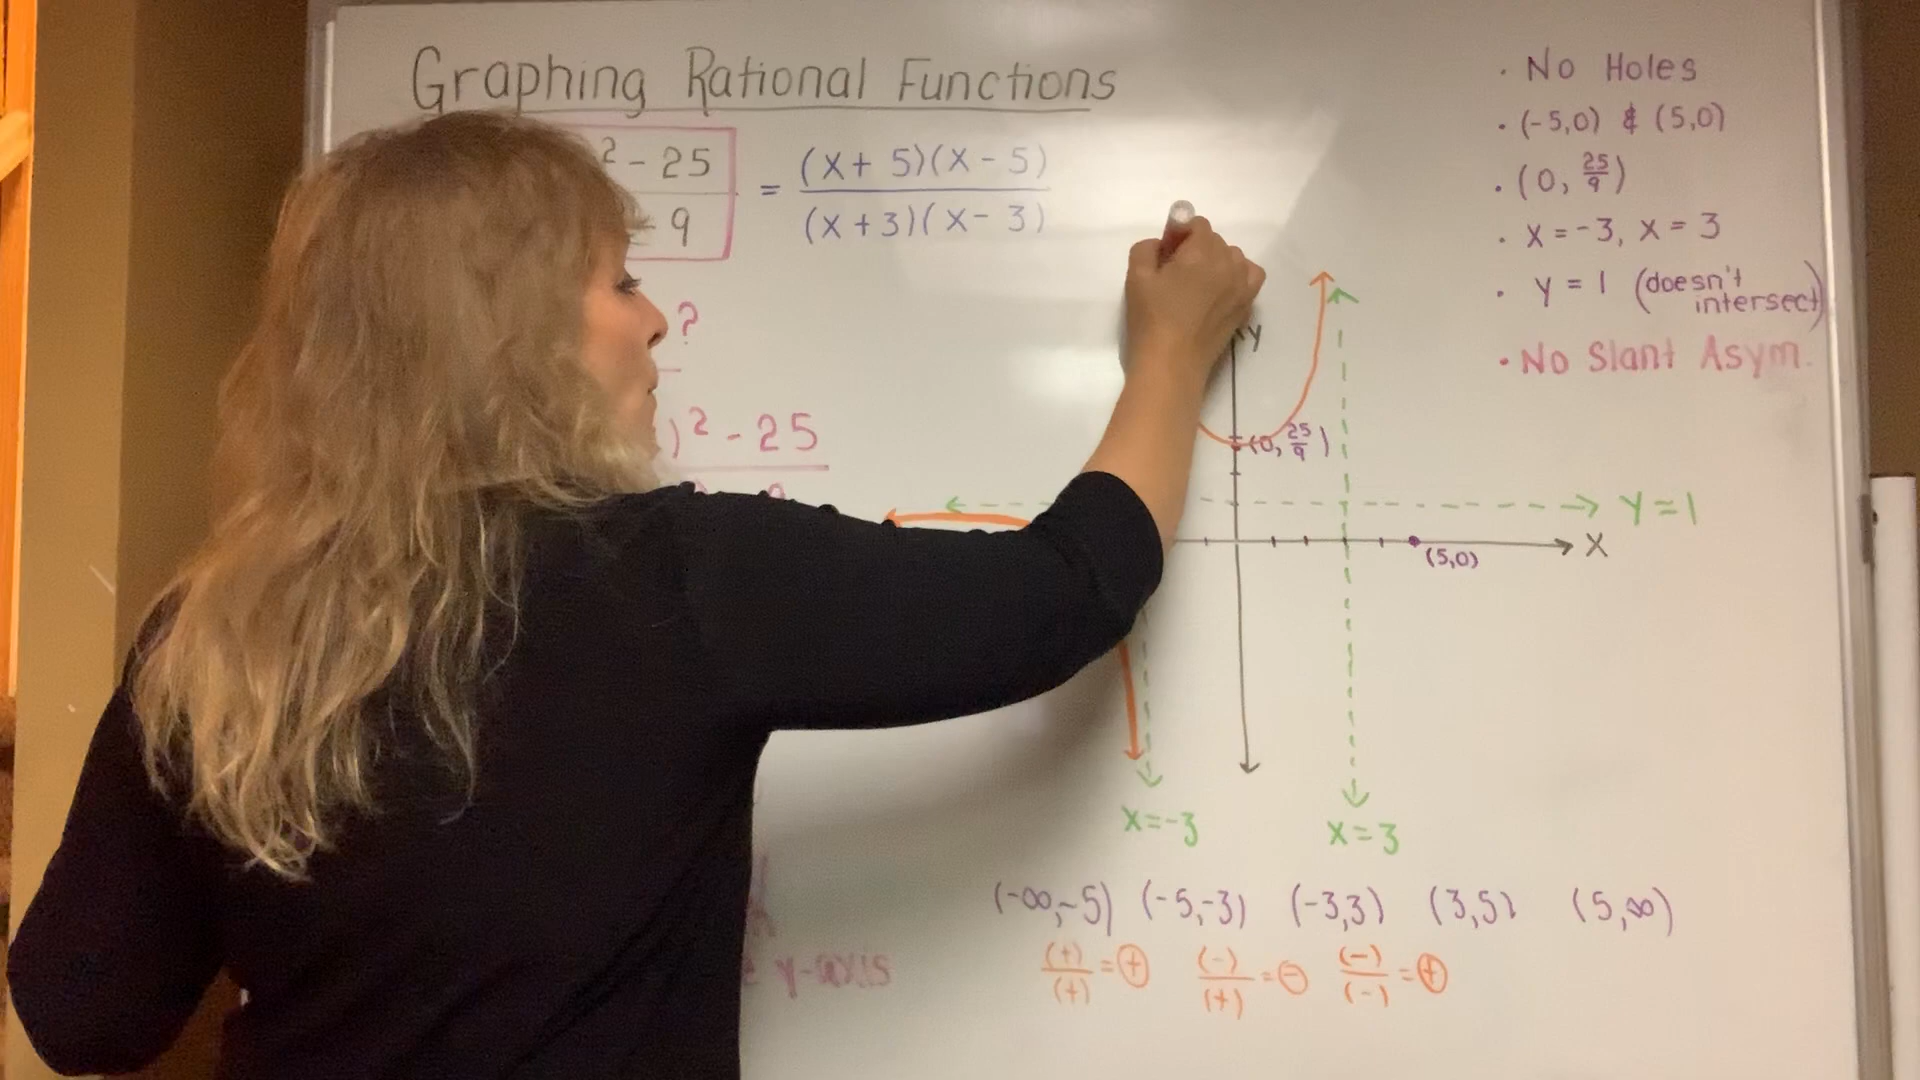 Graphing Rational Functions
² - 25
- 9
= (x + 5)(x - 5)
(x + 3)(x - 3)
?
)² - 25
• No Holes
• (-5,0) & (5,0)
• (0, 25/9)
• x = -3, x = 3
• y = 1 (doesn't
intersect)
• No Slant Asym.
y
(0, 25/9)
y = 1
x
(5,0)
x = -3
x = 3
(-∞,-5) (-5,-3) (-3,3) (3,5) (5,∞)
(+)/(+) = ⊕ (-)/(+) = ⊖ (-)/(-) = ⊕
y-axis